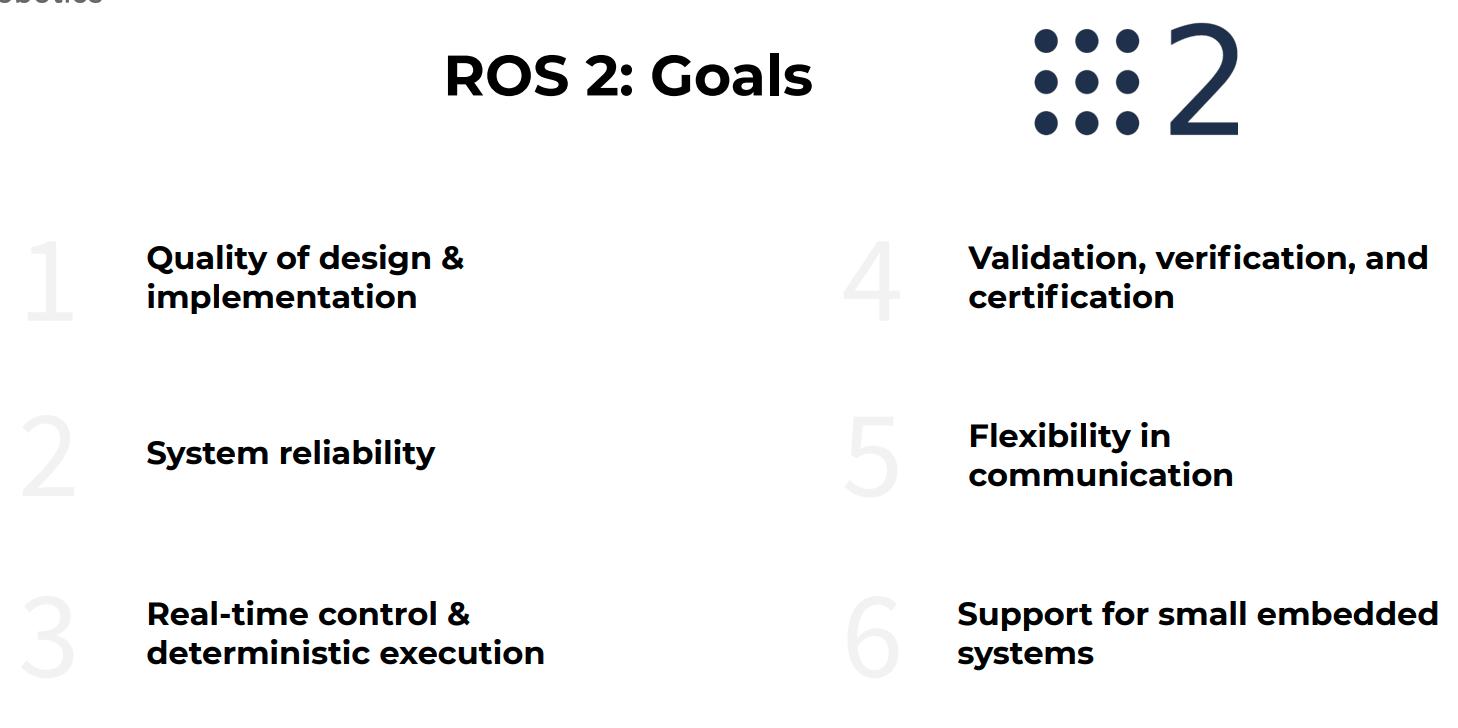 ROS 2: Goals
2
1
Quality of design &
implementation
2
System reliability
3
Real-time control &
deterministic execution
4
Validation, verification, and
certification
5
Flexibility in
communication
6
Support for small embedded
systems